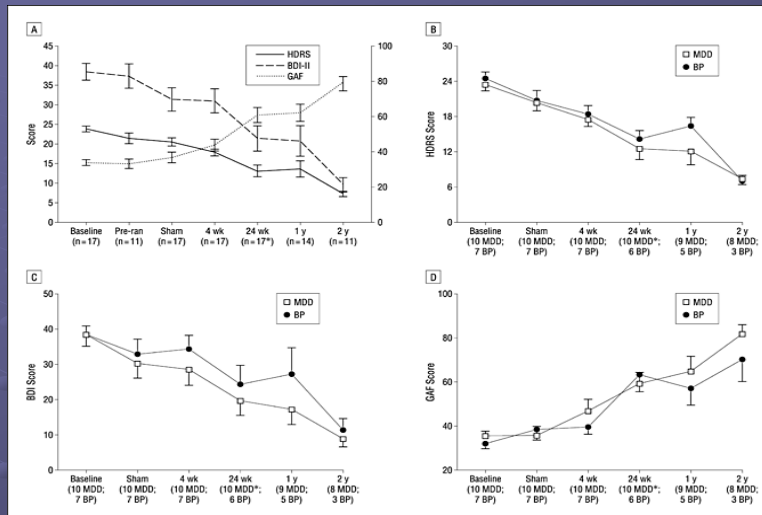 A
HDRS
BDI-II
GAF
45
40
35
30
25
20
15
10
5
0
100
80
60
40
20
0
Score
Baseline Pre-ran Sham 4 wk 24 wk 1 y 2 y
(n=17) (n=11) (n=17) (n=17) (n=17*) (n=14) (n=11)
B
MDD
BP
30
24
18
12
6
0
HDRS Score
Baseline Sham 4 wk 24 wk 1 y 2 y
(10 MDD; (10 MDD; (10 MDD; (10 MDD*; (9 MDD; (8 MDD;
7 BP) 7 BP) 7 BP) 6 BP) 5 BP) 3 BP)
C
MDD
BP
50
40
30
20
10
0
BDI Score
Baseline Sham 4 wk 24 wk 1 y 2 y
(10 MDD; (10 MDD; (10 MDD; (10 MDD*; (9 MDD; (8 MDD;
7 BP) 7 BP) 7 BP) 6 BP) 5 BP) 3 BP)
D
MDD
BP
100
80
60
40
20
GAF Score
Baseline Sham 4 wk 24 wk 1 y 2 y
(10 MDD; (10 MDD; (10 MDD; (10 MDD*; (9 MDD; (8 MDD;
7 BP) 7 BP) 7 BP) 6 BP) 5 BP) 3 BP)